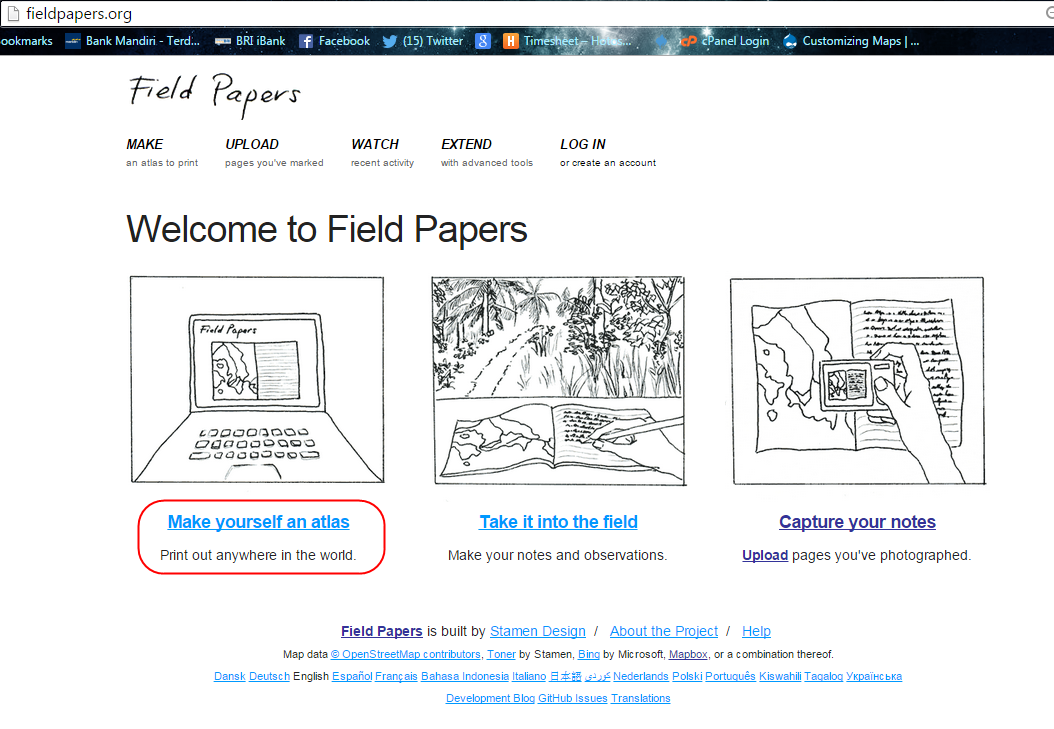 fieldpapers.org
ookmarks Bank Mandiri - Terd... BRI iBank Facebook (15) Twitter Timesheet – cPanel Login Customizing Maps | ...
Field Papers
MAKE UPLOAD WATCH EXTEND LOG IN
an atlas to print pages you've marked recent activity with advanced tools or create an account
Welcome to Field Papers
Field Papers
Make yourself an atlas Take it into the field Capture your notes
Print out anywhere in the world. Make your notes and observations. Upload pages you've photographed.
Field Papers is built by Stamen Design / About the Project / Help
Map data © OpenStreetMap contributors, Toner by Stamen, Bing by Microsoft, Mapbox, or a combination thereof.
Dansk Deutsch English Español Français Bahasa Indonesia Italiano 日本語 كوردی Nederlands Polski Português Kiswahili Tagalog Українська
Development Blog GitHub Issues Translations